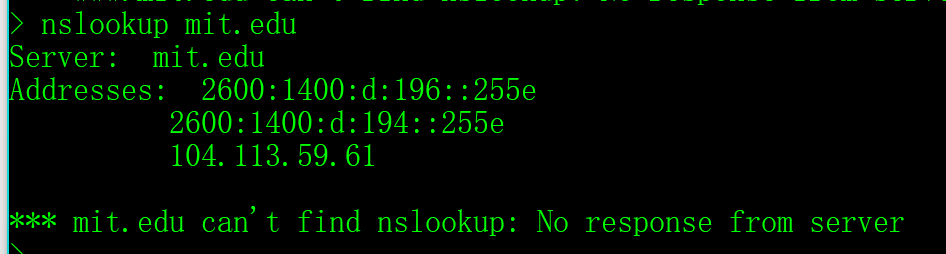 > nslookup mit.edu
Server:  mit.edu
Addresses:  2600:1400:d:196::255e
          2600:1400:d:194::255e
          104.113.59.61

*** mit.edu can't find nslookup: No response from server